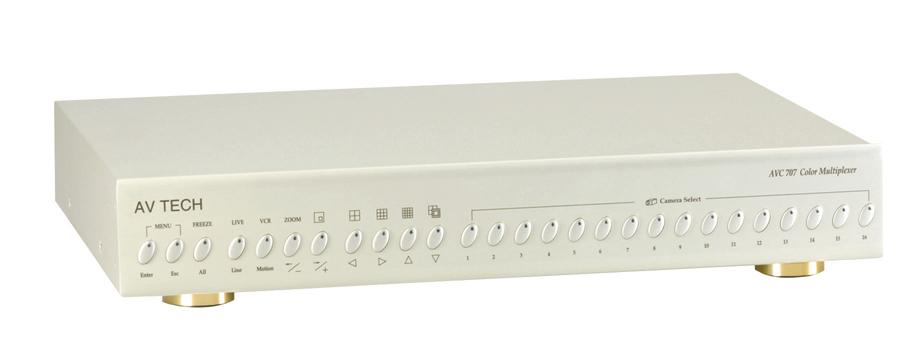 AVC 707 Color Multiplexer
AV TECH
Camera Select
MENU FREEZE LIVE VCR ZOOM
Enter Esc All Line Motion -/- -/+
1 2 3 4 5 6 7 8 9 10 11 12 13 14 15 16